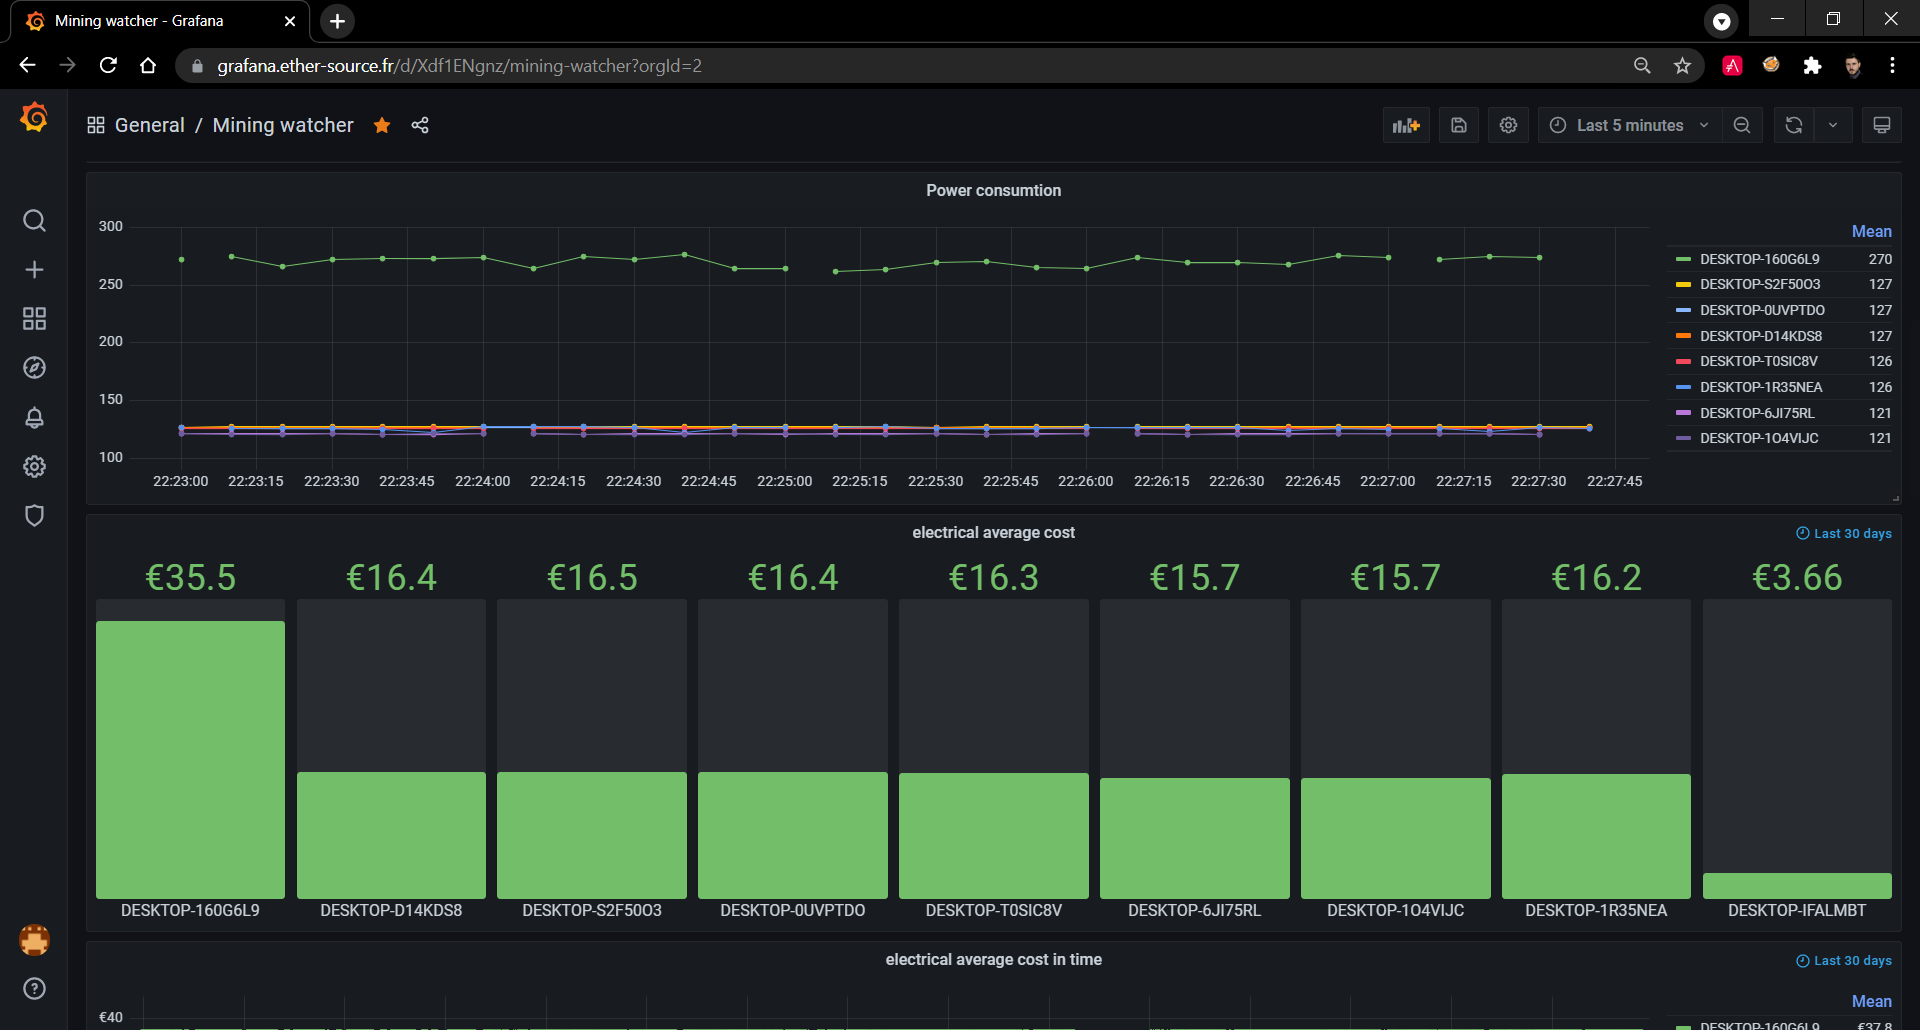 Mining watcher - Grafana
grafana.ether-source.fr/d/Xdf1ENgnz/mining-watcher?orgId=2
General / Mining watcher
Last 5 minutes
Power consumtion
300
250
200
150
100
22:23:00 22:23:15 22:23:30 22:23:45 22:24:00 22:24:15 22:24:30 22:24:45 22:25:00 22:25:15 22:25:30 22:25:45 22:26:00 22:26:15 22:26:30 22:26:45 22:27:00 22:27:15 22:27:30 22:27:45
Mean
DESKTOP-160G6L9 270
DESKTOP-S2F50O3 127
DESKTOP-0UVPTDO 127
DESKTOP-D14KDS8 127
DESKTOP-T0SIC8V 126
DESKTOP-1R35NEA 126
DESKTOP-6JI75RL 121
DESKTOP-1O4VIJC 121
electrical average cost
Last 30 days
€35.5 €16.4 €16.5 €16.4 €16.3 €15.7 €15.7 €16.2 €3.66
DESKTOP-160G6L9 DESKTOP-D14KDS8 DESKTOP-S2F50O3 DESKTOP-0UVPTDO DESKTOP-T0SIC8V DESKTOP-6JI75RL DESKTOP-1O4VIJC DESKTOP-1R35NEA DESKTOP-IFALMBT
electrical average cost in time
Last 30 days
Mean
€40
DESKTOP-160G6L9 €37.8